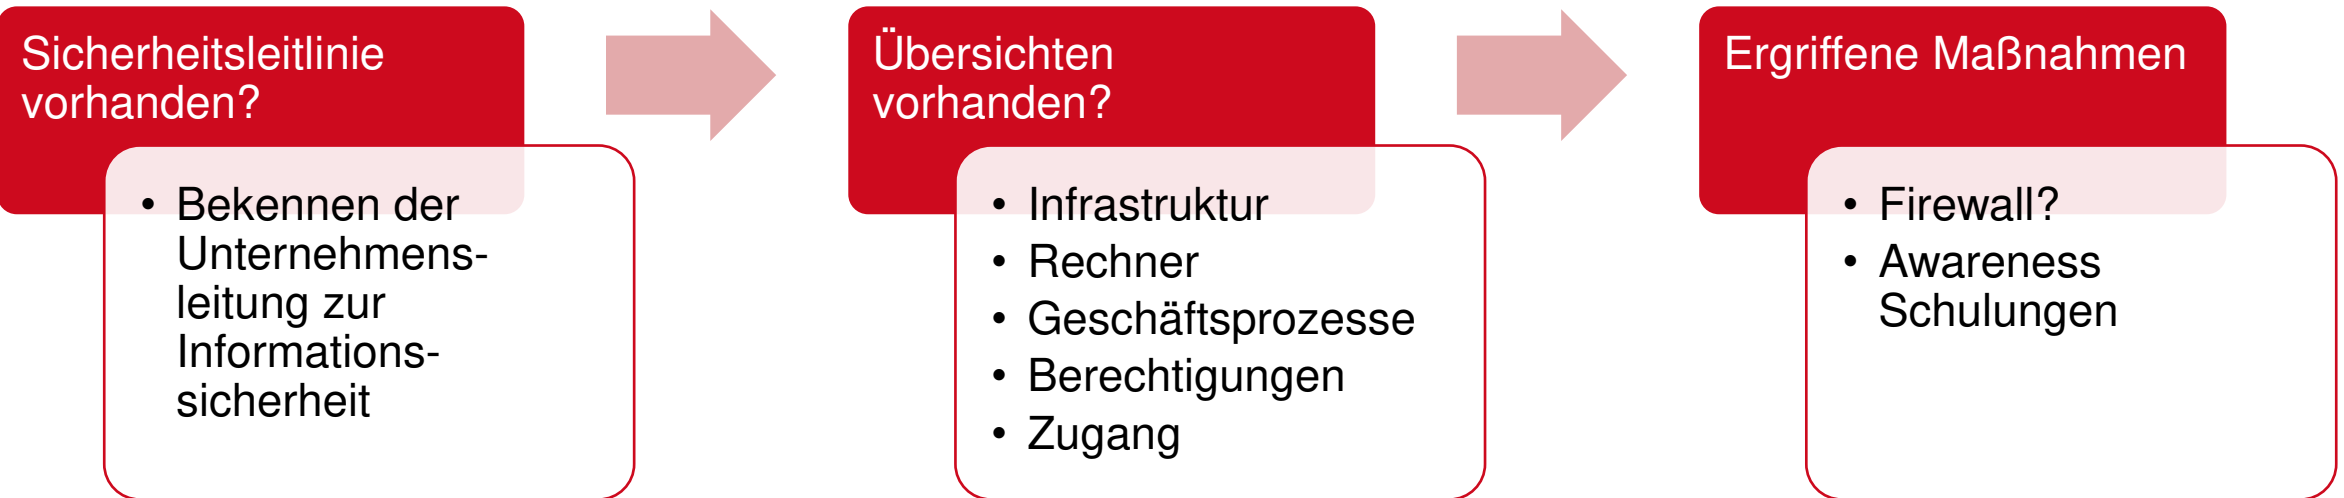 Sicherheitsleitlinie
vorhanden?
• Bekennen der
Unternehmens-
leitung zur
Informations-
sicherheit
Übersichten
vorhanden?
• Infrastruktur
• Rechner
• Geschäftsprozesse
• Berechtigungen
• Zugang
Ergriffene Maßnahmen
• Firewall?
• Awareness
Schulungen